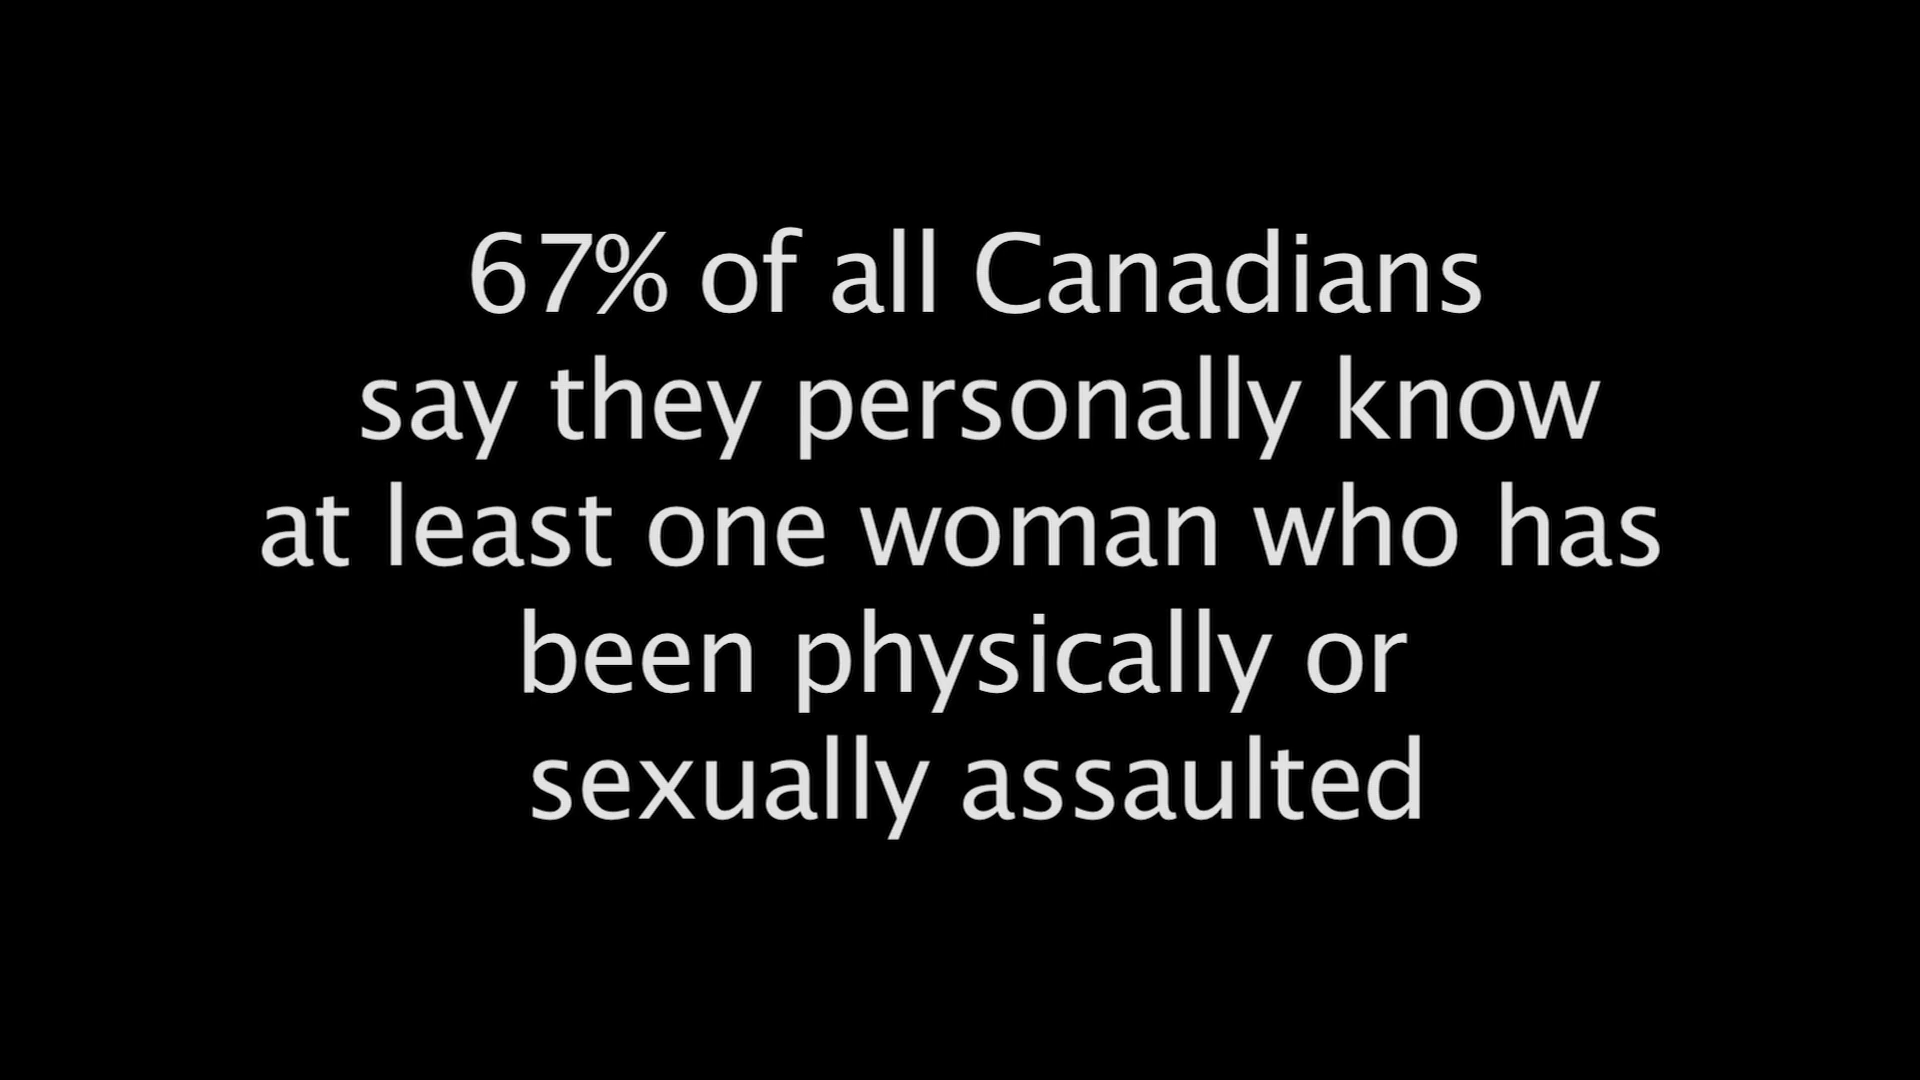 67% of all Canadians
say they personally know
at least one woman who has
been physically or
sexually assaulted